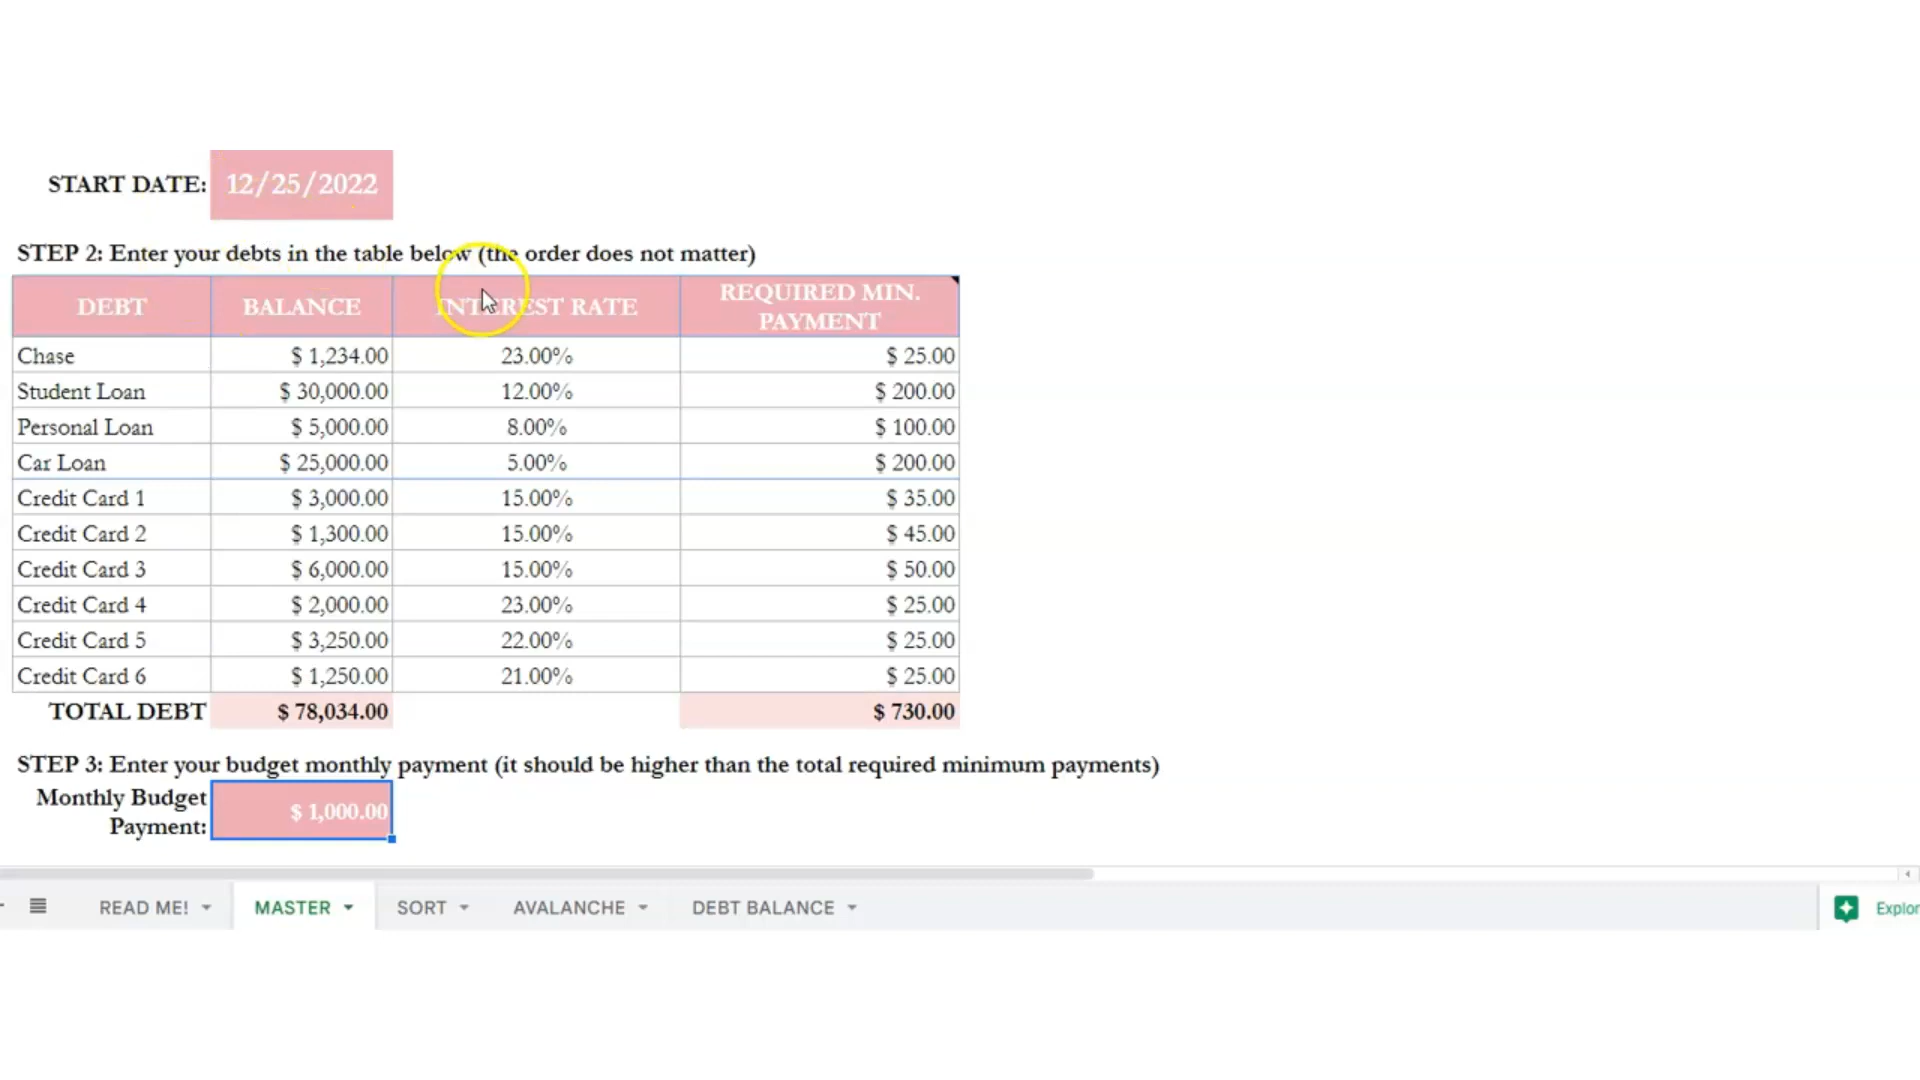 START DATE: 12/25/2022
STEP 2: Enter your debts in the table below (the order does not matter)
DEBT BALANCE INTEREST RATE REQUIRED MIN. PAYMENT
Chase $ 1,234.00 23.00% $ 25.00
Student Loan $ 30,000.00 12.00% $ 200.00
Personal Loan $ 5,000.00 8.00% $ 100.00
Car Loan $ 25,000.00 5.00% $ 200.00
Credit Card 1 $ 3,000.00 15.00% $ 35.00
Credit Card 2 $ 1,300.00 15.00% $ 45.00
Credit Card 3 $ 6,000.00 15.00% $ 50.00
Credit Card 4 $ 2,000.00 23.00% $ 25.00
Credit Card 5 $ 3,250.00 22.00% $ 25.00
Credit Card 6 $ 1,250.00 21.00% $ 25.00
TOTAL DEBT $ 78,034.00 $ 730.00
STEP 3: Enter your budget monthly payment (it should be higher than the total required minimum payments)
Monthly Budget
Payment: $ 1,000.00
READ ME! MASTER SORT AVALANCHE DEBT BALANCE Explor